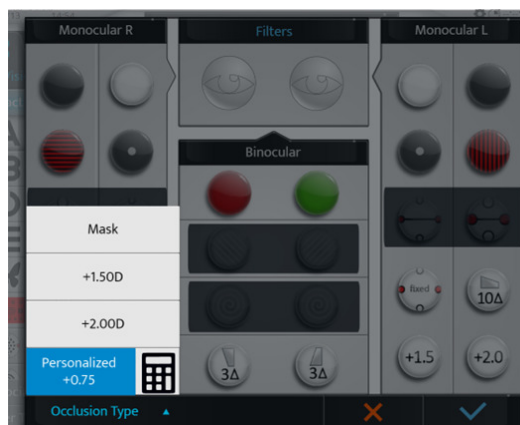 Monocular R
Filters
Monocular L
Binocular
Mask
+1.50D
+2.00D
Personalized
+0.75
fixed
10Δ
3Δ
3Δ
+1.5
+2.0
Occlusion Type